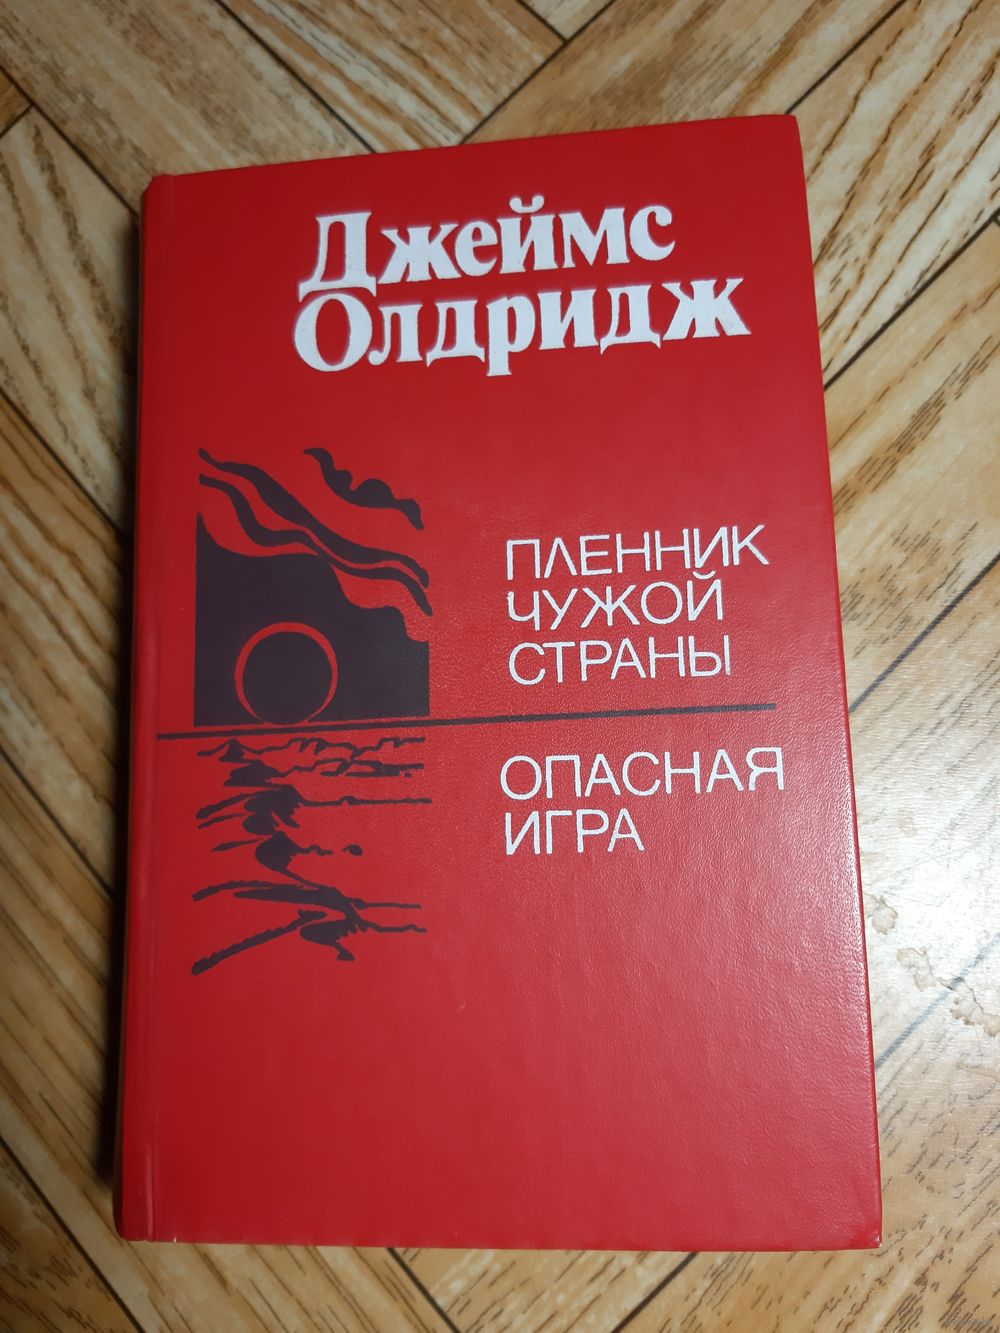 Джеймс
Олдридж
ПЛЕННИК
ЧУЖОЙ
СТРАНЫ
ОПАСНАЯ
ИГРА